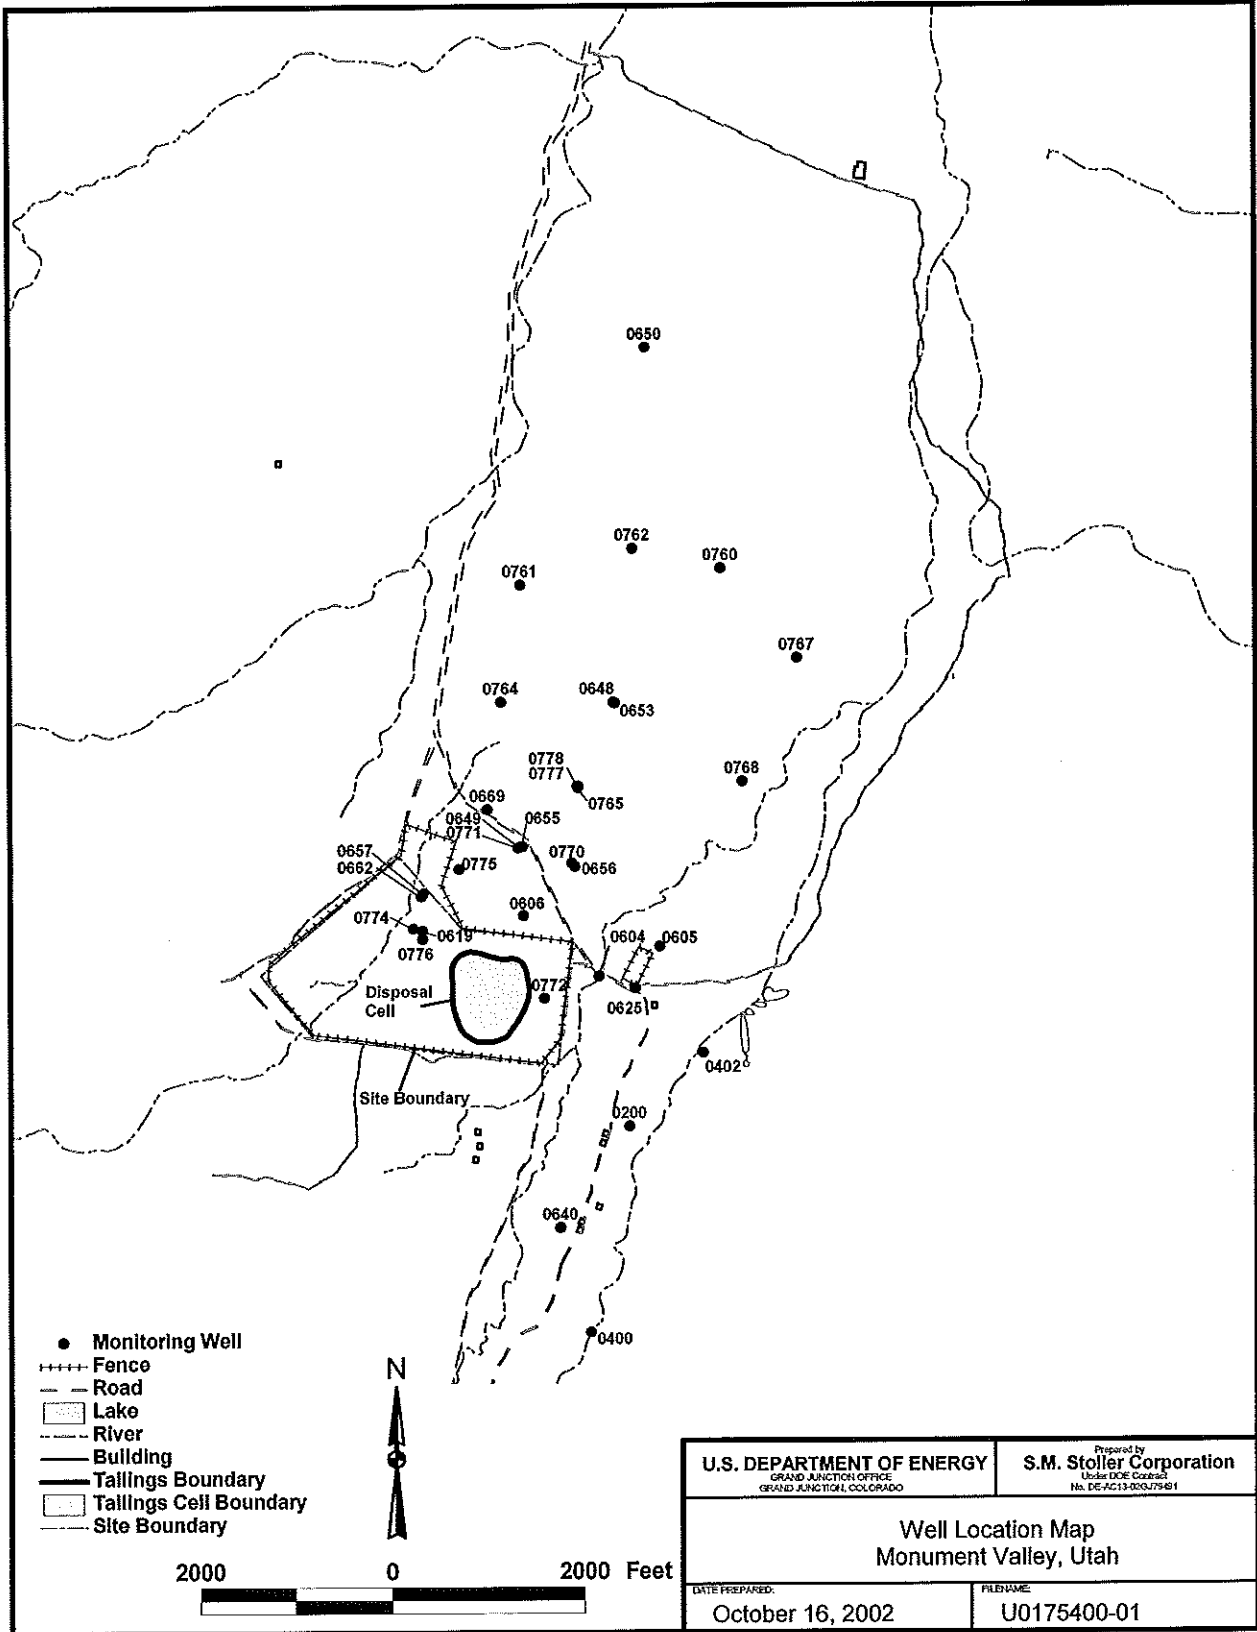 0650
0762
0760
0761
0767
0764
0648
0653
0778
0777
0765
0768
0669
0649
0655
0771
0770
0656
0657
0662
0775
0606
0774
0619
0776
0604
0605
0772
0625
Disposal
Cell
0402
Site Boundary
0200
0640
0400
Monitoring Well
Fence
Road
Lake
River
Building
Tailings Boundary
Tailings Cell Boundary
Site Boundary
N
2000 0 2000 Feet
U.S. DEPARTMENT OF ENERGY
GRAND JUNCTION OFFICE
GRAND JUNCTION, COLORADO
Prepared by
S.M. Stoller Corporation
Under DOE Contract
Well Location Map
Monument Valley, Utah
DATE PREPARED:
October 16, 2002
FILENAME:
U0175400-01